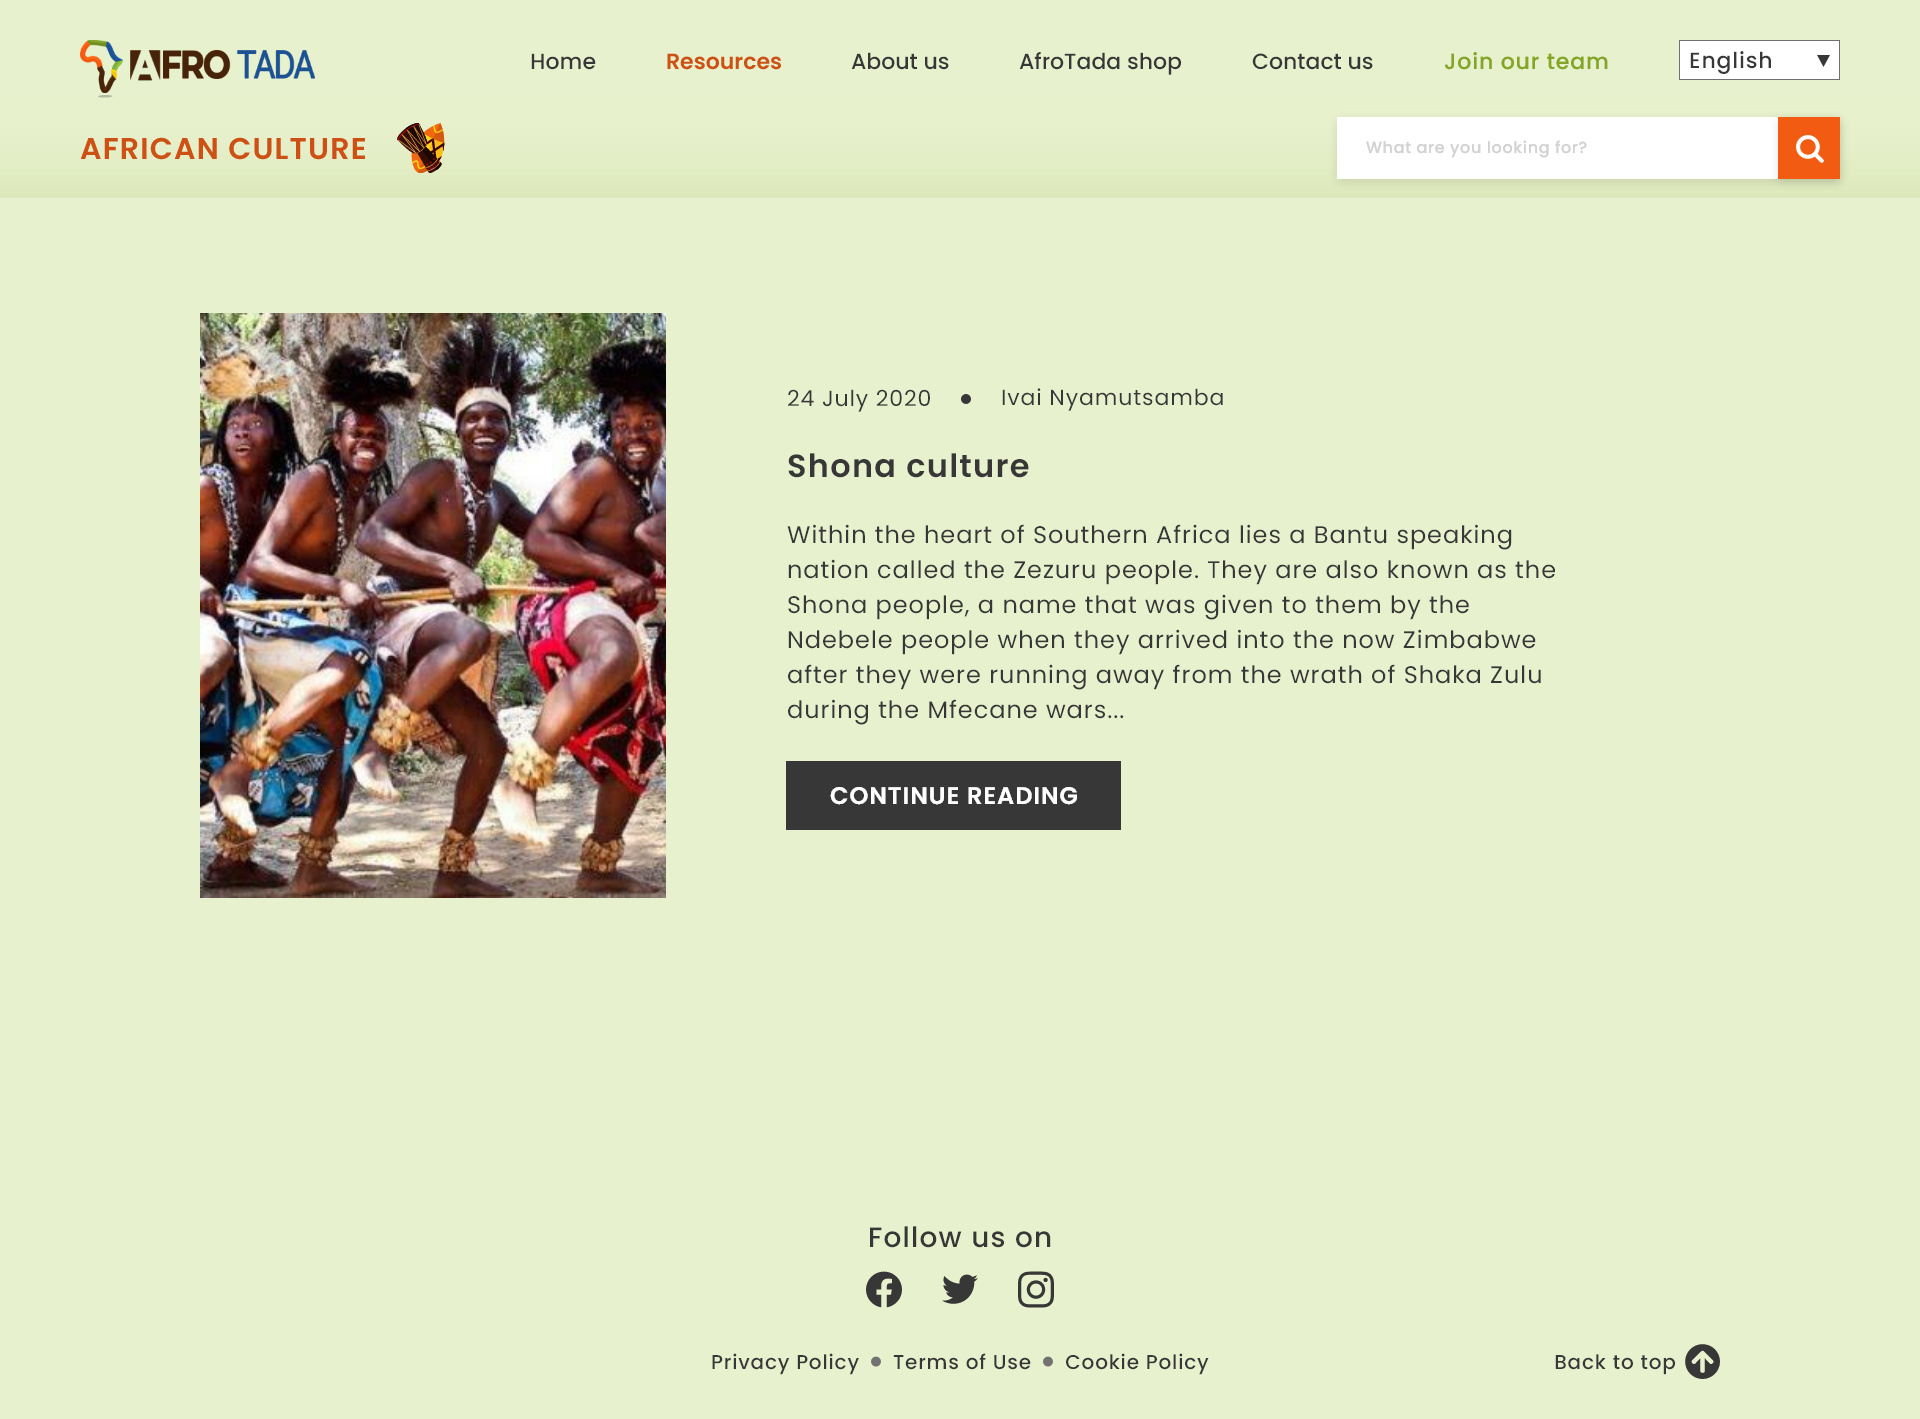 AFRO TADA
Home
Resources
About us
AfroTada shop
Contact us
Join our team
English ▼
AFRICAN CULTURE
What are you looking for?
24 July 2020 • Ivai Nyamutsamba
Shona culture
Within the heart of Southern Africa lies a Bantu speaking
nation called the Zezuru people. They are also known as the
Shona people, a name that was given to them by the
Ndebele people when they arrived into the now Zimbabwe
after they were running away from the wrath of Shaka Zulu
during the Mfecane wars...
CONTINUE READING
Follow us on
Privacy Policy • Terms of Use • Cookie Policy
Back to top